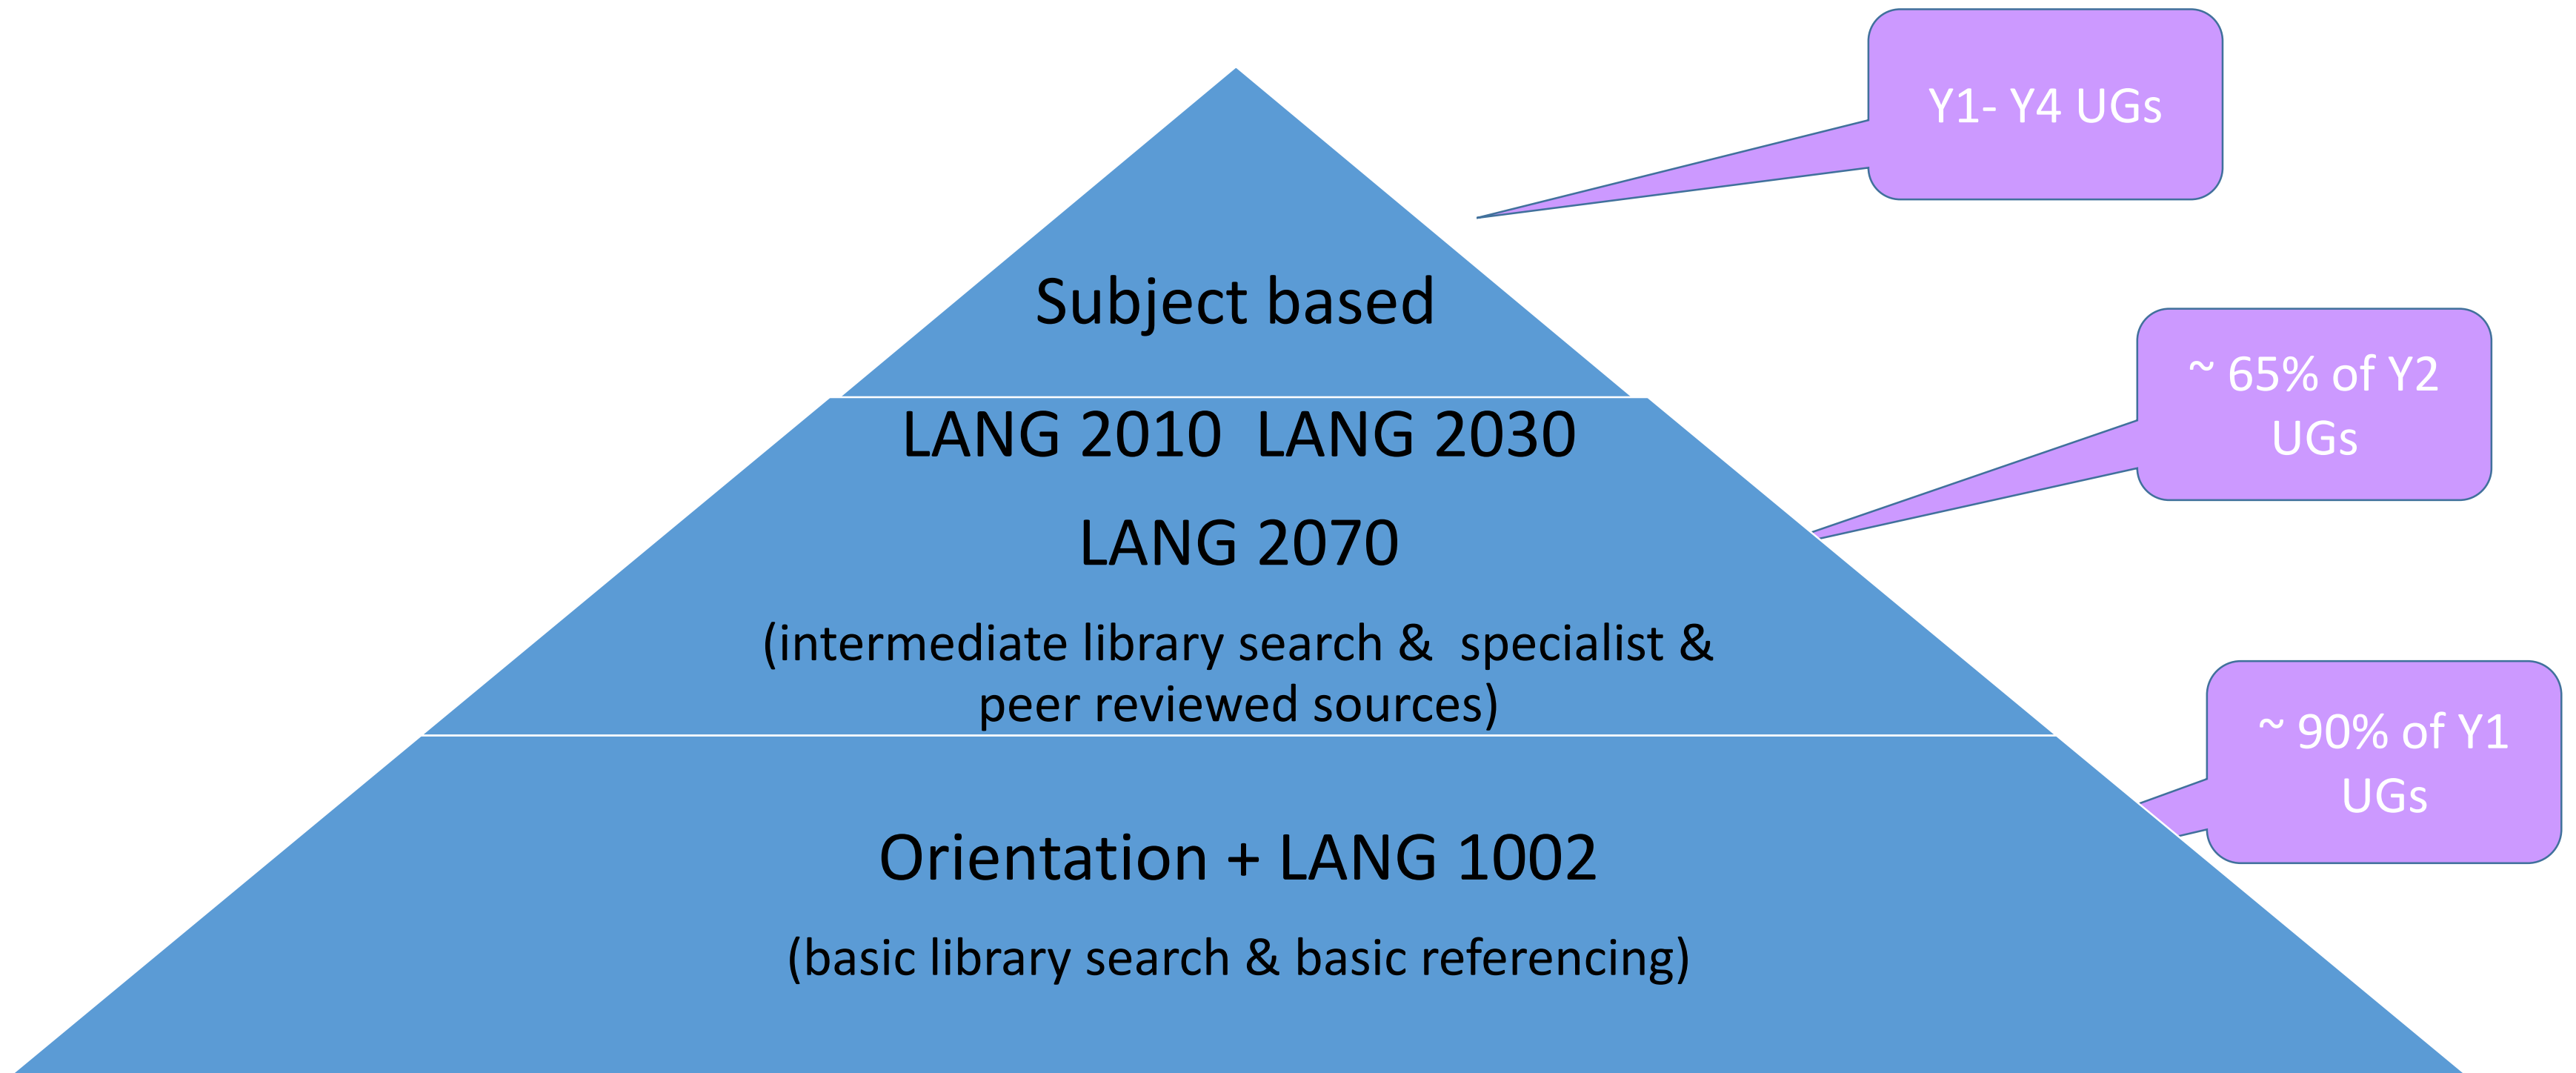 Y1- Y4 UGs
Subject based
~ 65% of Y2
UGs
LANG 2010  LANG 2030
LANG 2070
(intermediate library search &  specialist &
peer reviewed sources)
~ 90% of Y1
UGs
Orientation + LANG 1002
(basic library search & basic referencing)